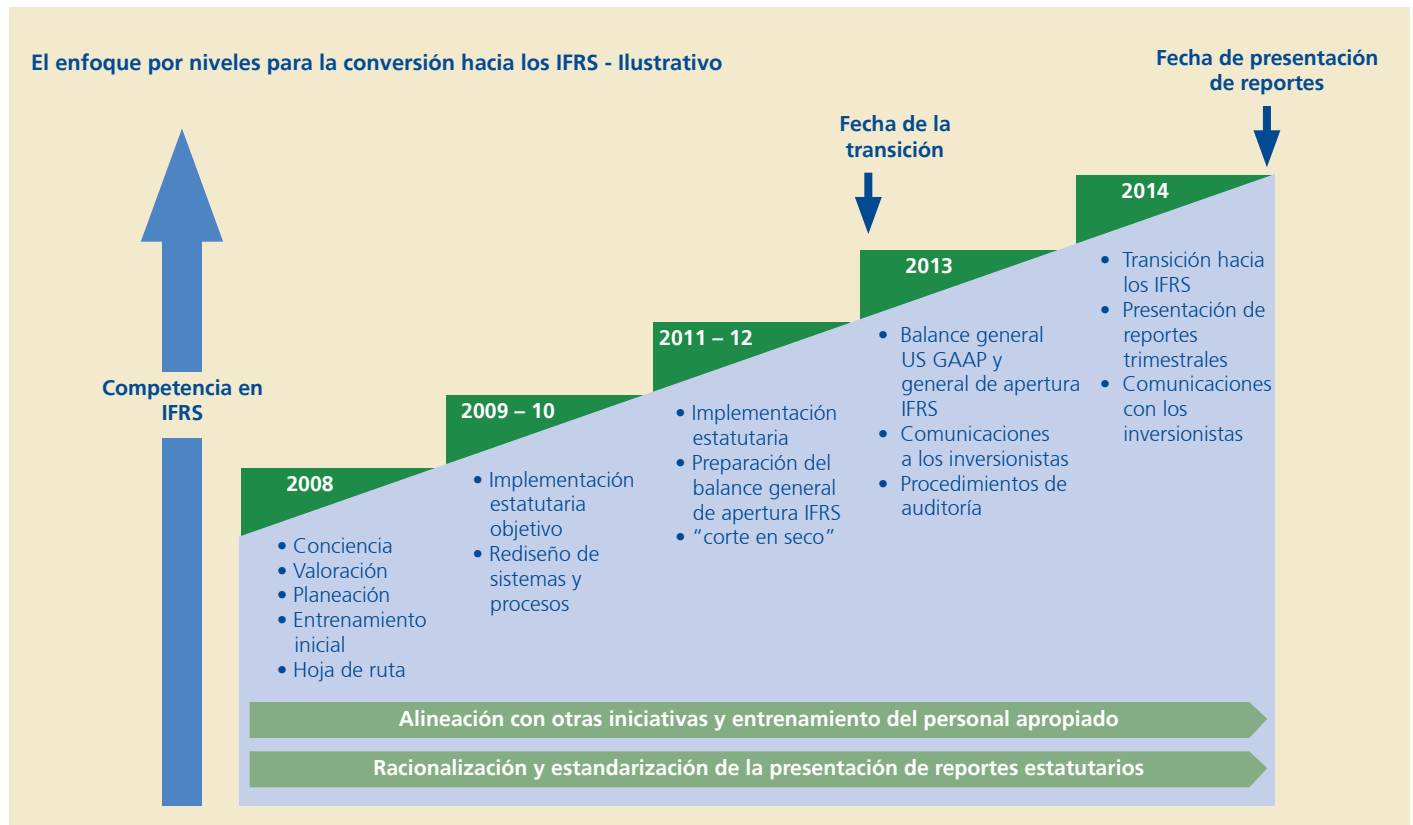 El enfoque por niveles para la conversión hacia los IFRS - Ilustrativo
Fecha de presentación
de reportes
Fecha de la
transición
Competencia en
IFRS
2008
• Conciencia
• Valoración
• Planeación
• Entrenamiento
inicial
• Hoja de ruta
2009 – 10
• Implementación
estatutaria
objetivo
• Rediseño de
sistemas y
procesos
2011 – 12
• Implementación
estatutaria
• Preparación del
balance general
de apertura IFRS
• “corte en seco”
2013
• Balance general
US GAAP y
general de apertura
IFRS
• Comunicaciones
a los inversionistas
• Procedimientos de
auditoría
2014
• Transición hacia
los IFRS
• Presentación de
reportes
trimestrales
• Comunicaciones
con los
inversionistas
Alineación con otras iniciativas y entrenamiento del personal apropiado
Racionalización y estandarización de la presentación de reportes estatutarios